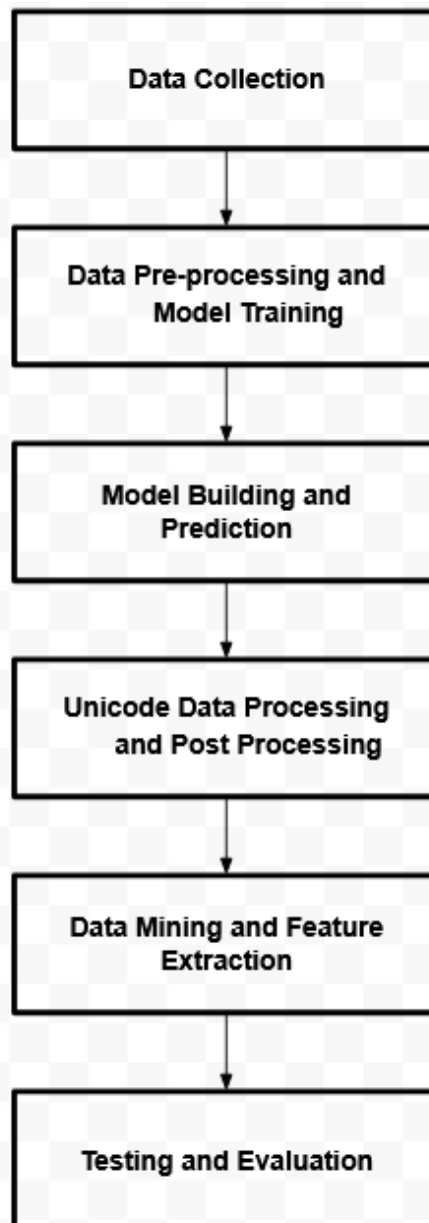 Data Collection
Data Pre-processing and
Model Training
Model Building and
Prediction
Unicode Data Processing
and Post Processing
Data Mining and Feature
Extraction
Testing and Evaluation